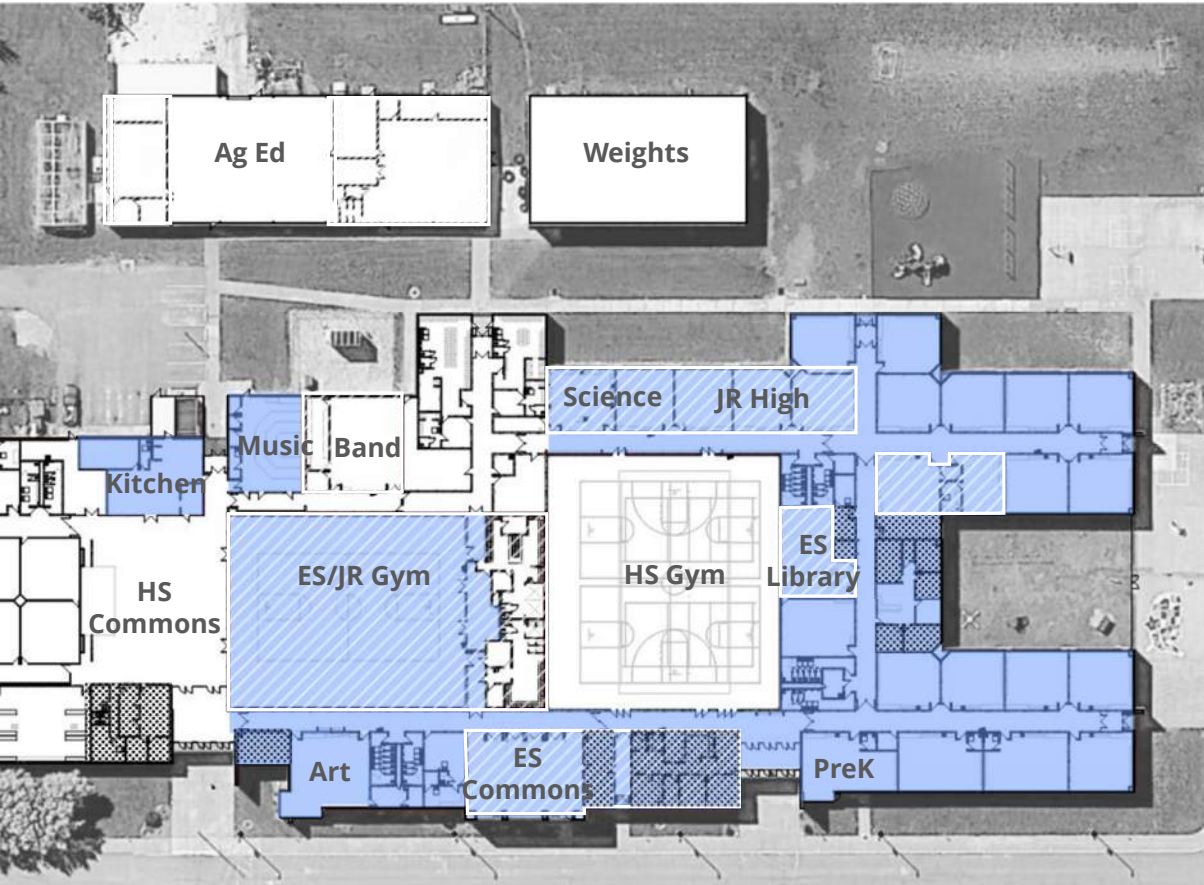 Ag Ed
Weights
Science
JR High
Music
Band
Kitchen
ES/JR Gym
HS Gym
ES
Library
HS
Commons
ES
Commons
Art
PreK